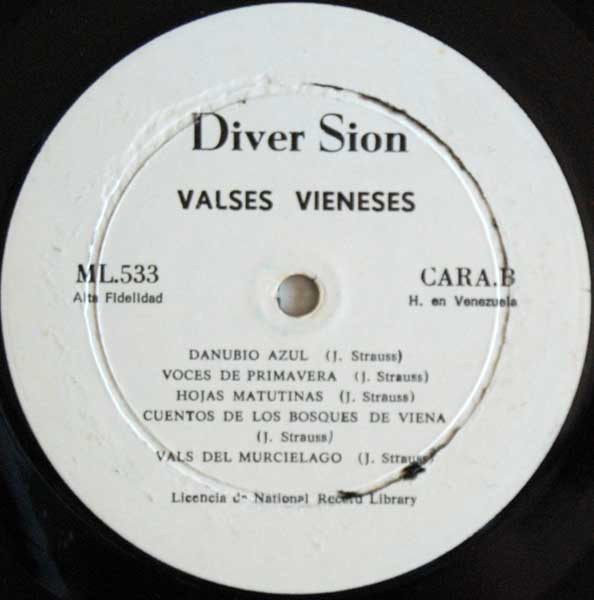 Diver Sion
VALSES VIENESES
ML.533
Alta Fidelidad
CARA.B
H. en Venezuela
DANUBIO AZUL (J. Strauss)
VOCES DE PRIMAVERA (J. Strauss)
HOJAS MATUTINAS (J. Strauss)
CUENTOS DE LOS BOSQUES DE VIENA
(J. Strauss)
VALS DEL MURCIELAGO (J. Strauss)
Licencia de National Record Library